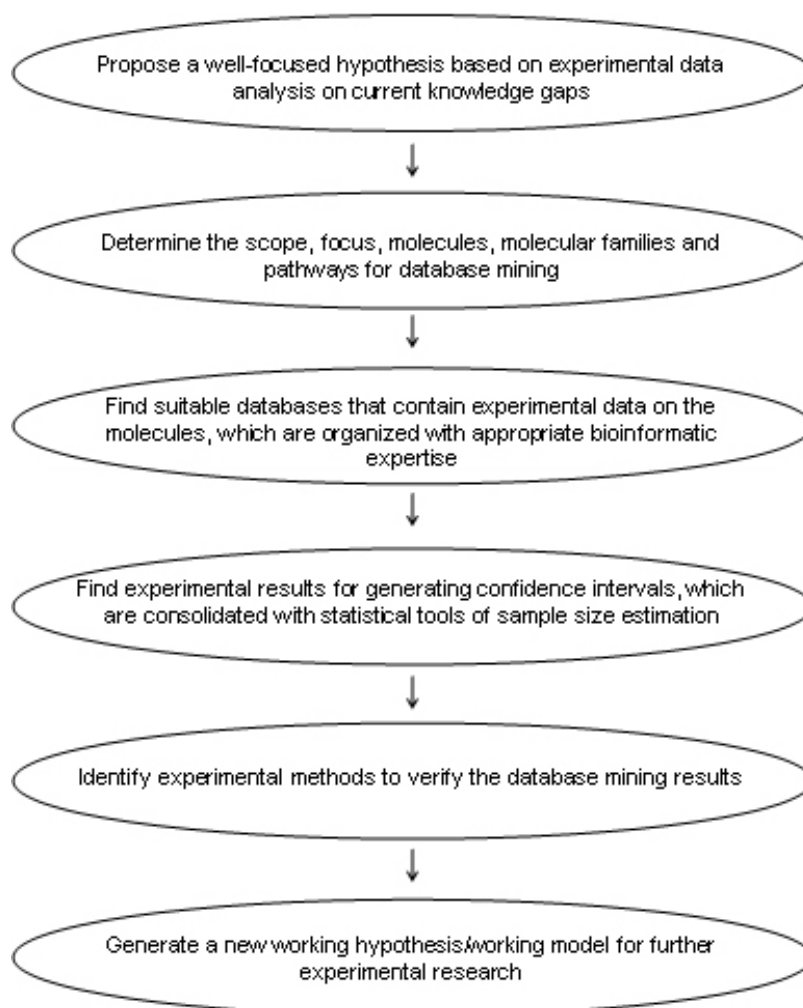 Propose a well-focused hypothesis based on experimental data
analysis on current knowledge gaps
Determine the scope, focus, molecules, molecular families and
pathways for database mining
Find suitable databases that contain experimental data on the
molecules, which are organized with appropriate bioinformatic
expertise
Find experimental results for generating confidence intervals, which
are consolidated with statistical tools of sample size estimation
Identify experimental methods to verify the database mining results
Generate a new working hypothesis/working model for further
experimental research